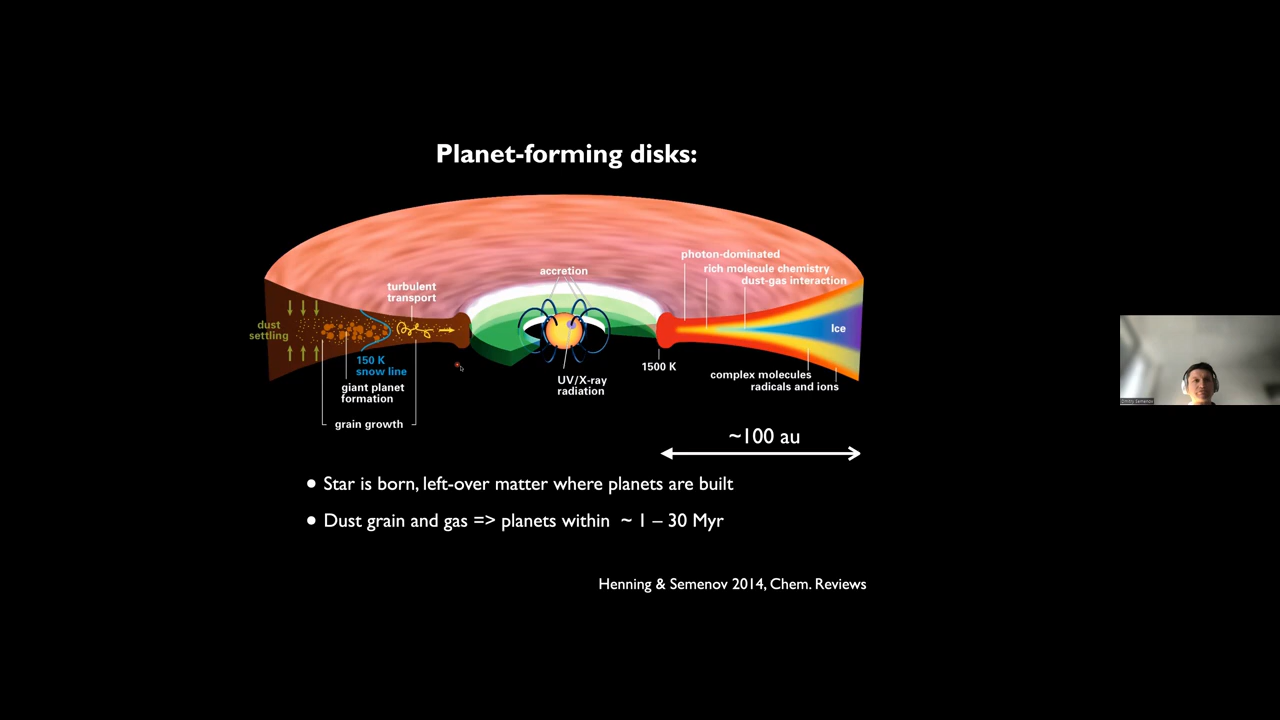 Planet-forming disks:
photon-dominated
rich molecule chemistry
dust-gas interaction
accretion
turbulent
transport
dust
settling
Ice
150 K
snow line
giant planet
formation
grain growth
UV/X-ray
radiation
1500 K
complex molecules
radicals and ions
~100 au
• Star is born, left-over matter where planets are built
• Dust grain and gas => planets within ~ 1 – 30 Myr
Henning & Semenov 2014, Chem. Reviews
Dmitry Semenov